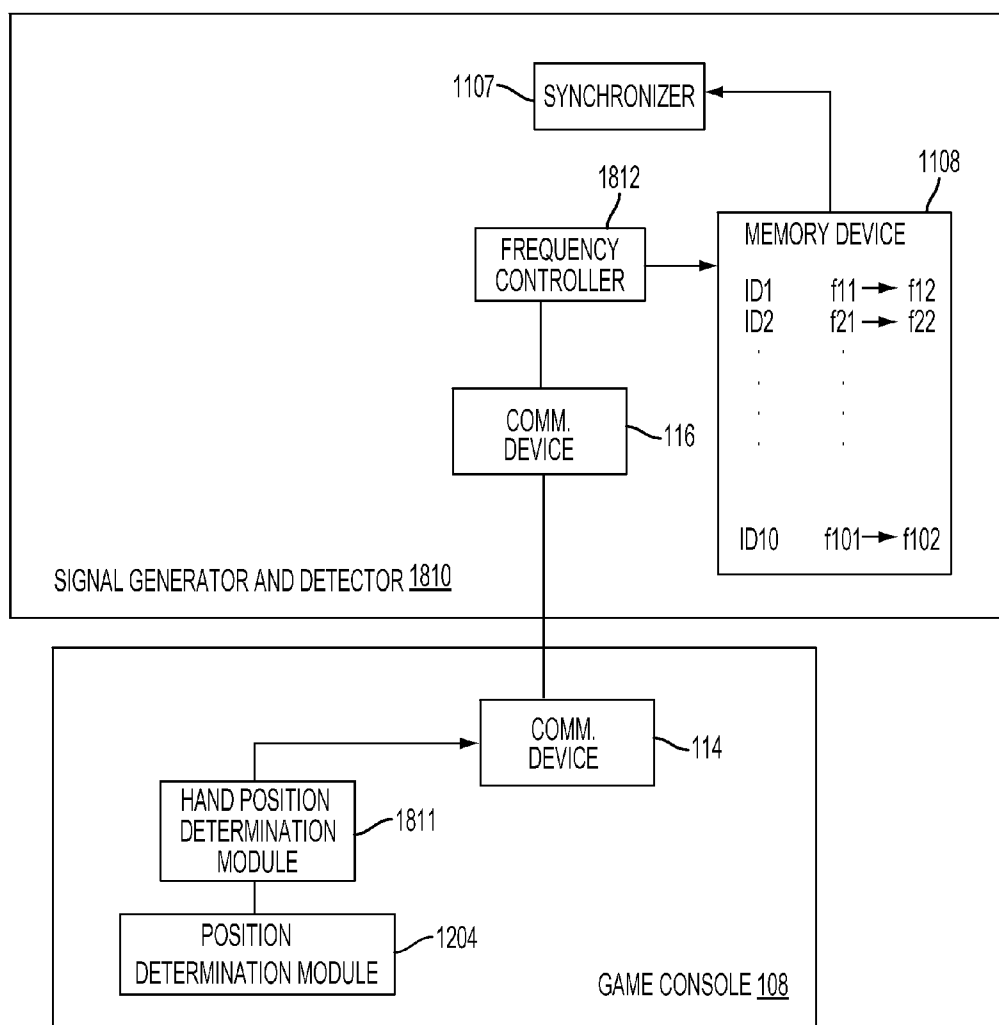 1107
SYNCHRONIZER
1812
1108
FREQUENCY
CONTROLLER
MEMORY DEVICE
ID1 f11 → f12
ID2 f21 → f22
. .
. .
. .
. .
ID10 f101 → f102
COMM.
DEVICE
116
SIGNAL GENERATOR AND DETECTOR 1810
COMM.
DEVICE
114
HAND POSITION
DETERMINATION
MODULE
1811
POSITION
DETERMINATION MODULE
1204
GAME CONSOLE 108